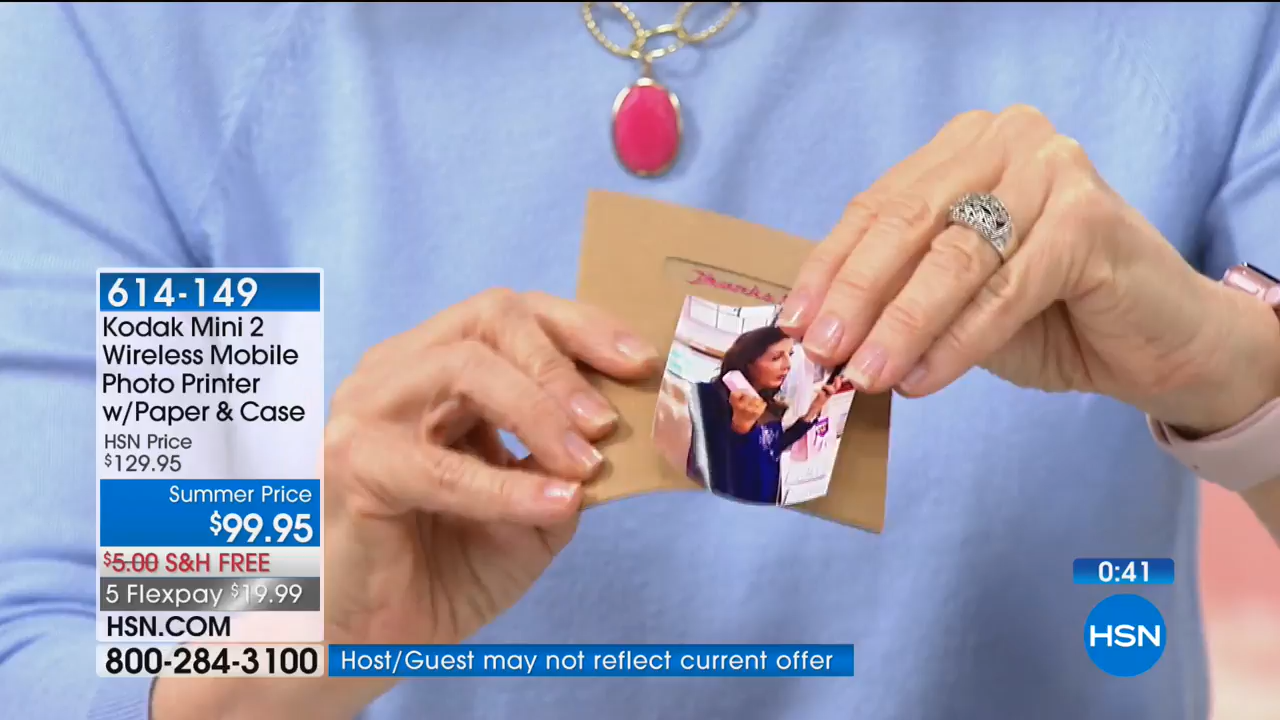 614-149
Kodak Mini 2
Wireless Mobile
Photo Printer
w/Paper & Case
HSN Price
$129.95
Summer Price
$99.95
$5.00 S&H FREE
5 Flexpay $19.99
HSN.COM
800-284-3100
Host/Guest may not reflect current offer
Thanks
0:41
HSN